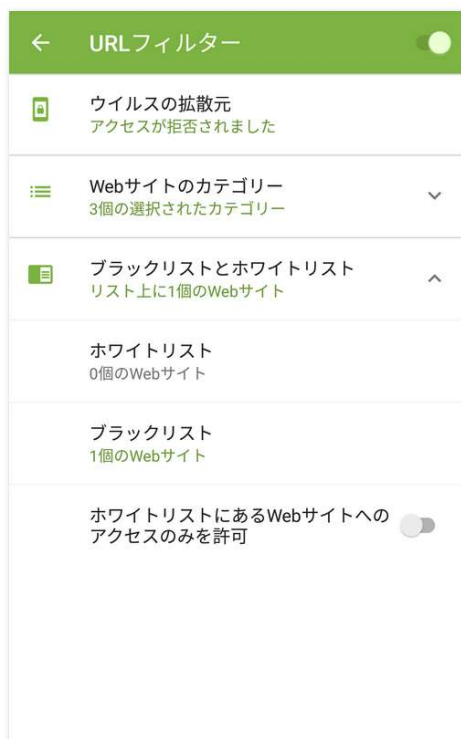 URLフィルター
ウイルスの拡散元
アクセスが拒否されました
Webサイトのカテゴリー
3個の選択されたカテゴリー
ブラックリストとホワイトリスト
リスト上に1個のWebサイト
ホワイトリスト
0個のWebサイト
ブラックリスト
1個のWebサイト
ホワイトリストにあるWebサイトへの
アクセスのみを許可